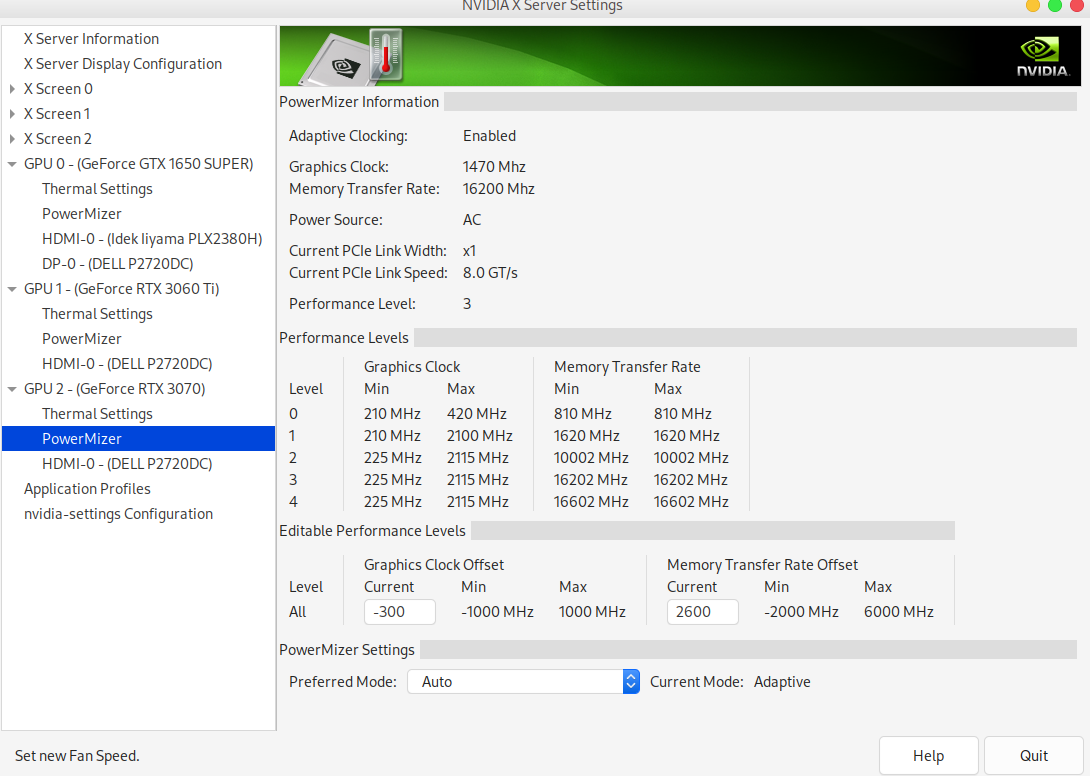 NVIDIA X Server Settings
X Server Information
X Server Display Configuration
X Screen 0
X Screen 1
X Screen 2
GPU 0 - (GeForce GTX 1650 SUPER)
Thermal Settings
PowerMizer
HDMI-0 - (Idek Iiyama PLX2380H)
DP-0 - (DELL P2720DC)
GPU 1 - (GeForce RTX 3060 Ti)
Thermal Settings
PowerMizer
HDMI-0 - (DELL P2720DC)
GPU 2 - (GeForce RTX 3070)
Thermal Settings
PowerMizer
HDMI-0 - (DELL P2720DC)
Application Profiles
nvidia-settings Configuration
NVIDIA.
PowerMizer Information
Adaptive Clocking: Enabled
Graphics Clock: 1470 Mhz
Memory Transfer Rate: 16200 Mhz
Power Source: AC
Current PCIe Link Width: x1
Current PCIe Link Speed: 8.0 GT/s
Performance Level: 3
Performance Levels
Graphics Clock Memory Transfer Rate
Level Min Max Min Max
0 210 MHz 420 MHz 810 MHz 810 MHz
1 210 MHz 2100 MHz 1620 MHz 1620 MHz
2 225 MHz 2115 MHz 10002 MHz 10002 MHz
3 225 MHz 2115 MHz 16202 MHz 16202 MHz
4 225 MHz 2115 MHz 16602 MHz 16602 MHz
Editable Performance Levels
Graphics Clock Offset Memory Transfer Rate Offset
Level Current Min Max Current Min Max
All -300 -1000 MHz 1000 MHz 2600 -2000 MHz 6000 MHz
PowerMizer Settings
Preferred Mode: Auto Current Mode: Adaptive
Set new Fan Speed.
Help Quit